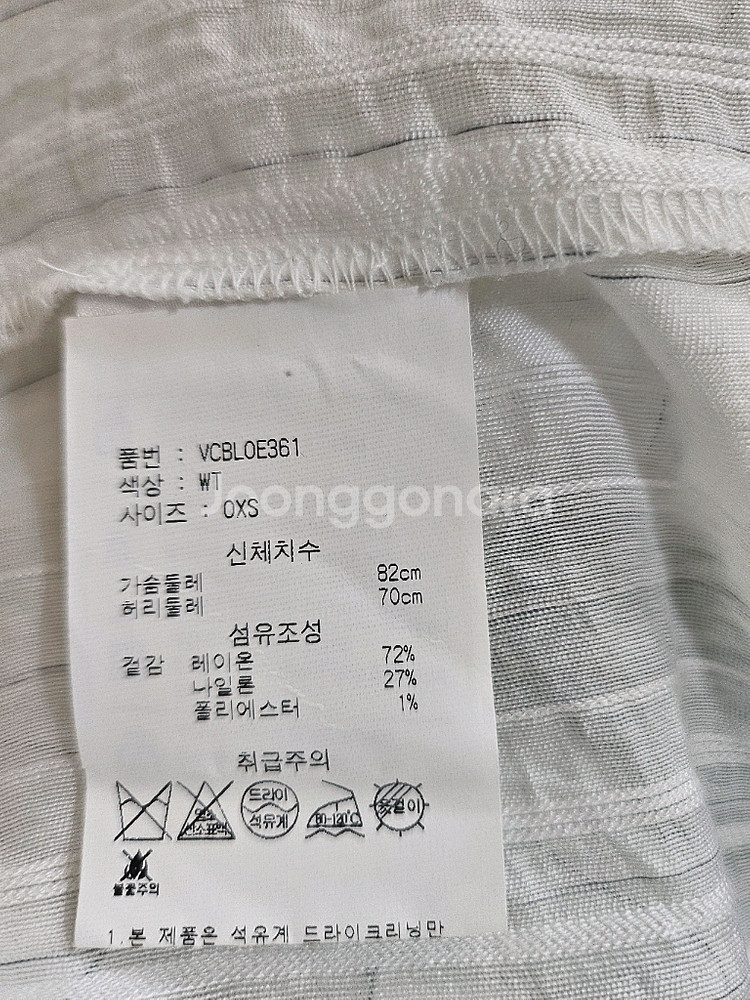 품번 : VCBLOE361
색상 : WT
사이즈 : 0XS
Joonggonara
신체치수
가슴둘레 82cm
허리둘레 70cm
섬유조성
겉감 레이온 72%
나일론 27%
폴리에스터 1%
취급주의
드라이
석유계
80-120℃
옷걸이
불꽃주의
1.본 제품은 석유계 드라이크리닝만